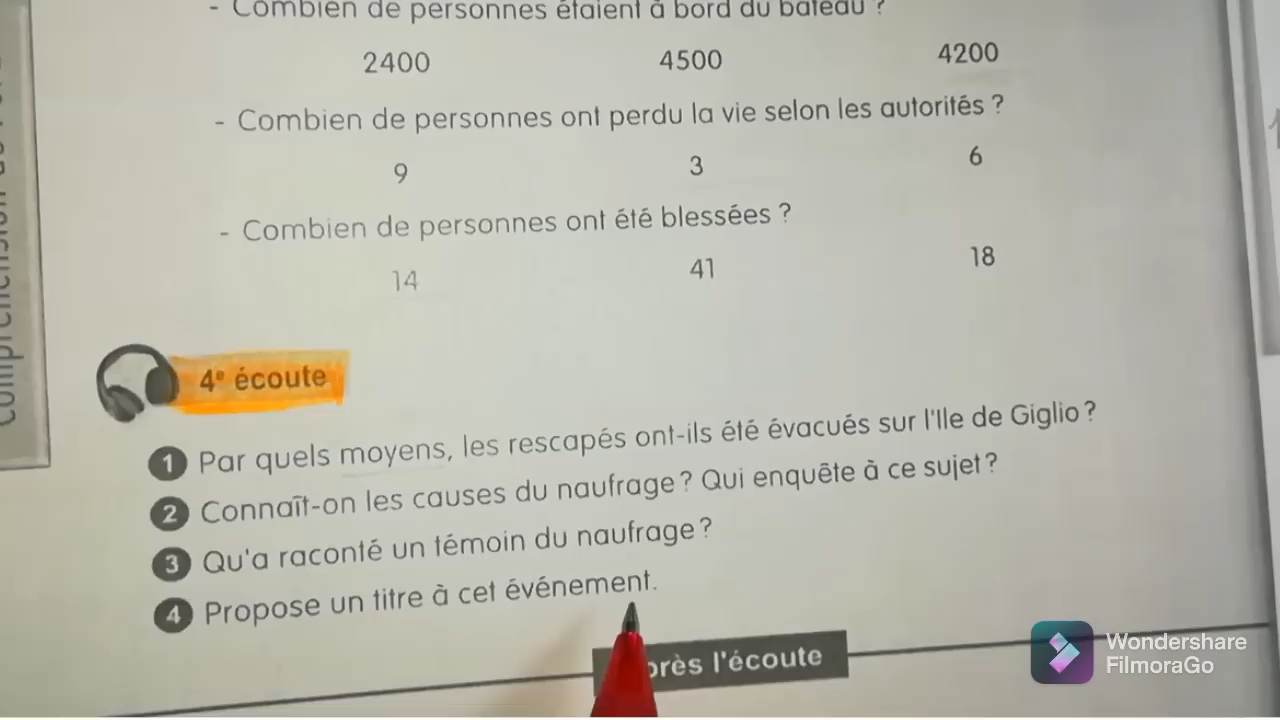 - Combien de personnes étaient à bord du bateau ?
2400 4500 4200
- Combien de personnes ont perdu la vie selon les autorités ?
9 3 6
- Combien de personnes ont été blessées ?
14 41 18
4e écoute
1 Par quels moyens, les rescapés ont-ils été évacués sur l'Ile de Giglio ?
2 Connaît-on les causes du naufrage ? Qui enquête à ce sujet ?
3 Qu'a raconté un témoin du naufrage ?
4 Propose un titre à cet événement.
l'écoute
Wondershare
FilmoraGo